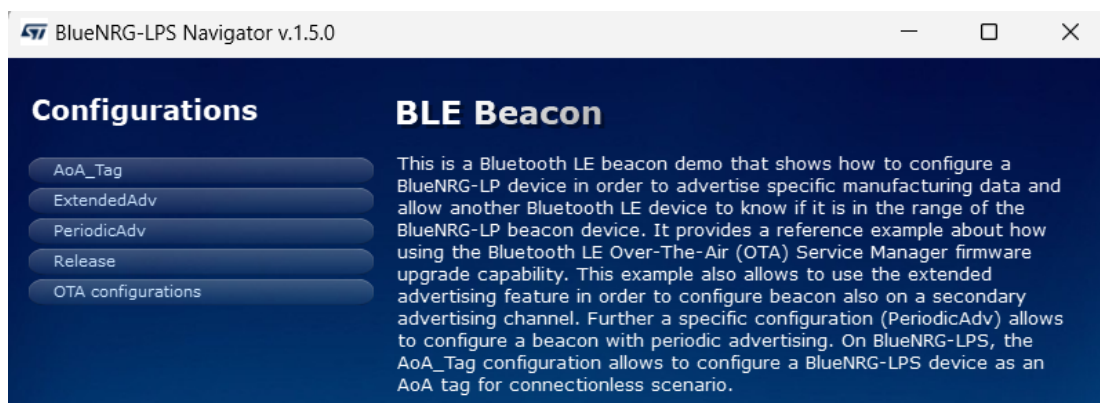 BlueNRG-LPS Navigator v.1.5.0
Configurations
AoA_Tag
ExtendedAdv
PeriodicAdv
Release
OTA configurations
BLE Beacon
This is a Bluetooth LE beacon demo that shows how to configure a
BlueNRG-LP device in order to advertise specific manufacturing data and
allow another Bluetooth LE device to know if it is in the range of the
BlueNRG-LP beacon device. It provides a reference example about how
using the Bluetooth LE Over-The-Air (OTA) Service Manager firmware
upgrade capability. This example also allows to use the extended
advertising feature in order to configure beacon also on a secondary
advertising channel. Further a specific configuration (PeriodicAdv) allows
to configure a beacon with periodic advertising. On BlueNRG-LPS, the
AoA_Tag configuration allows to configure a BlueNRG-LPS device as an
AoA tag for connectionless scenario.